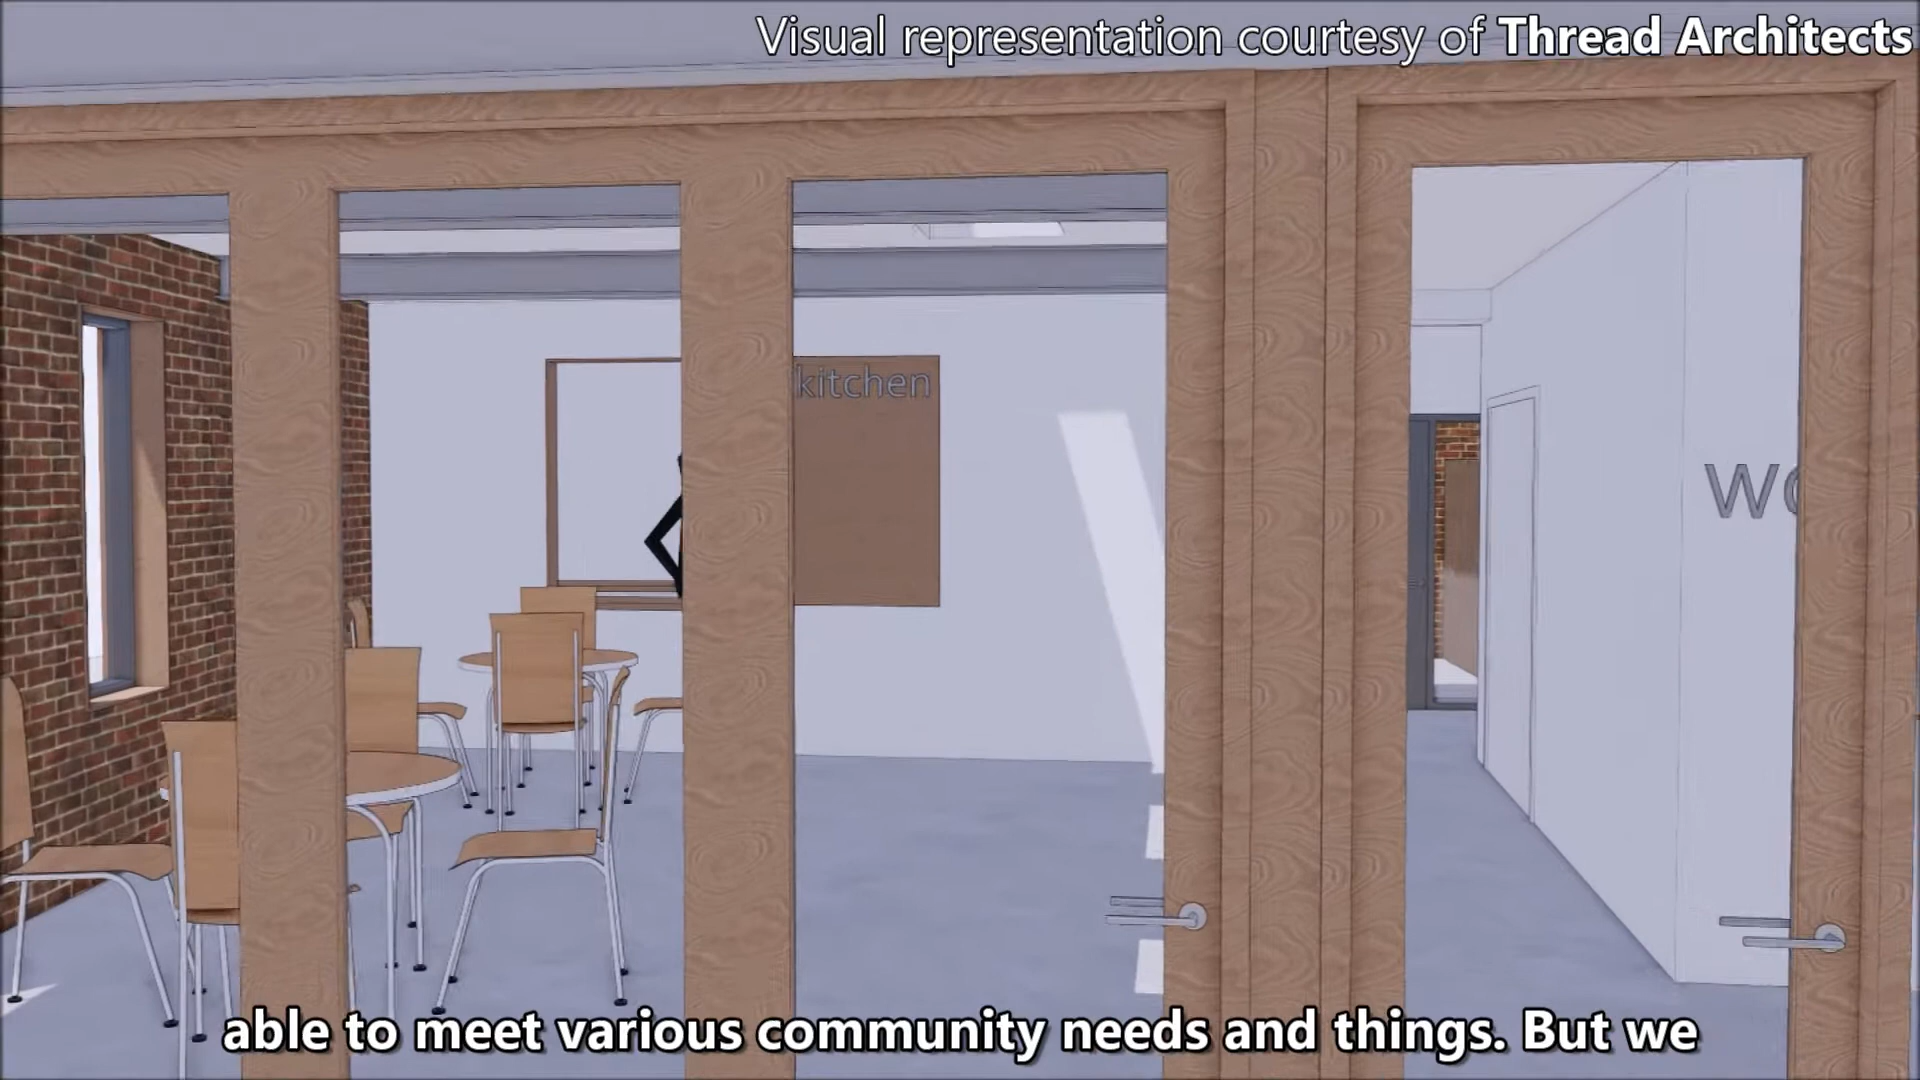 Visual representation courtesy of Thread Architects
kitchen
able to meet various community needs and things. But we